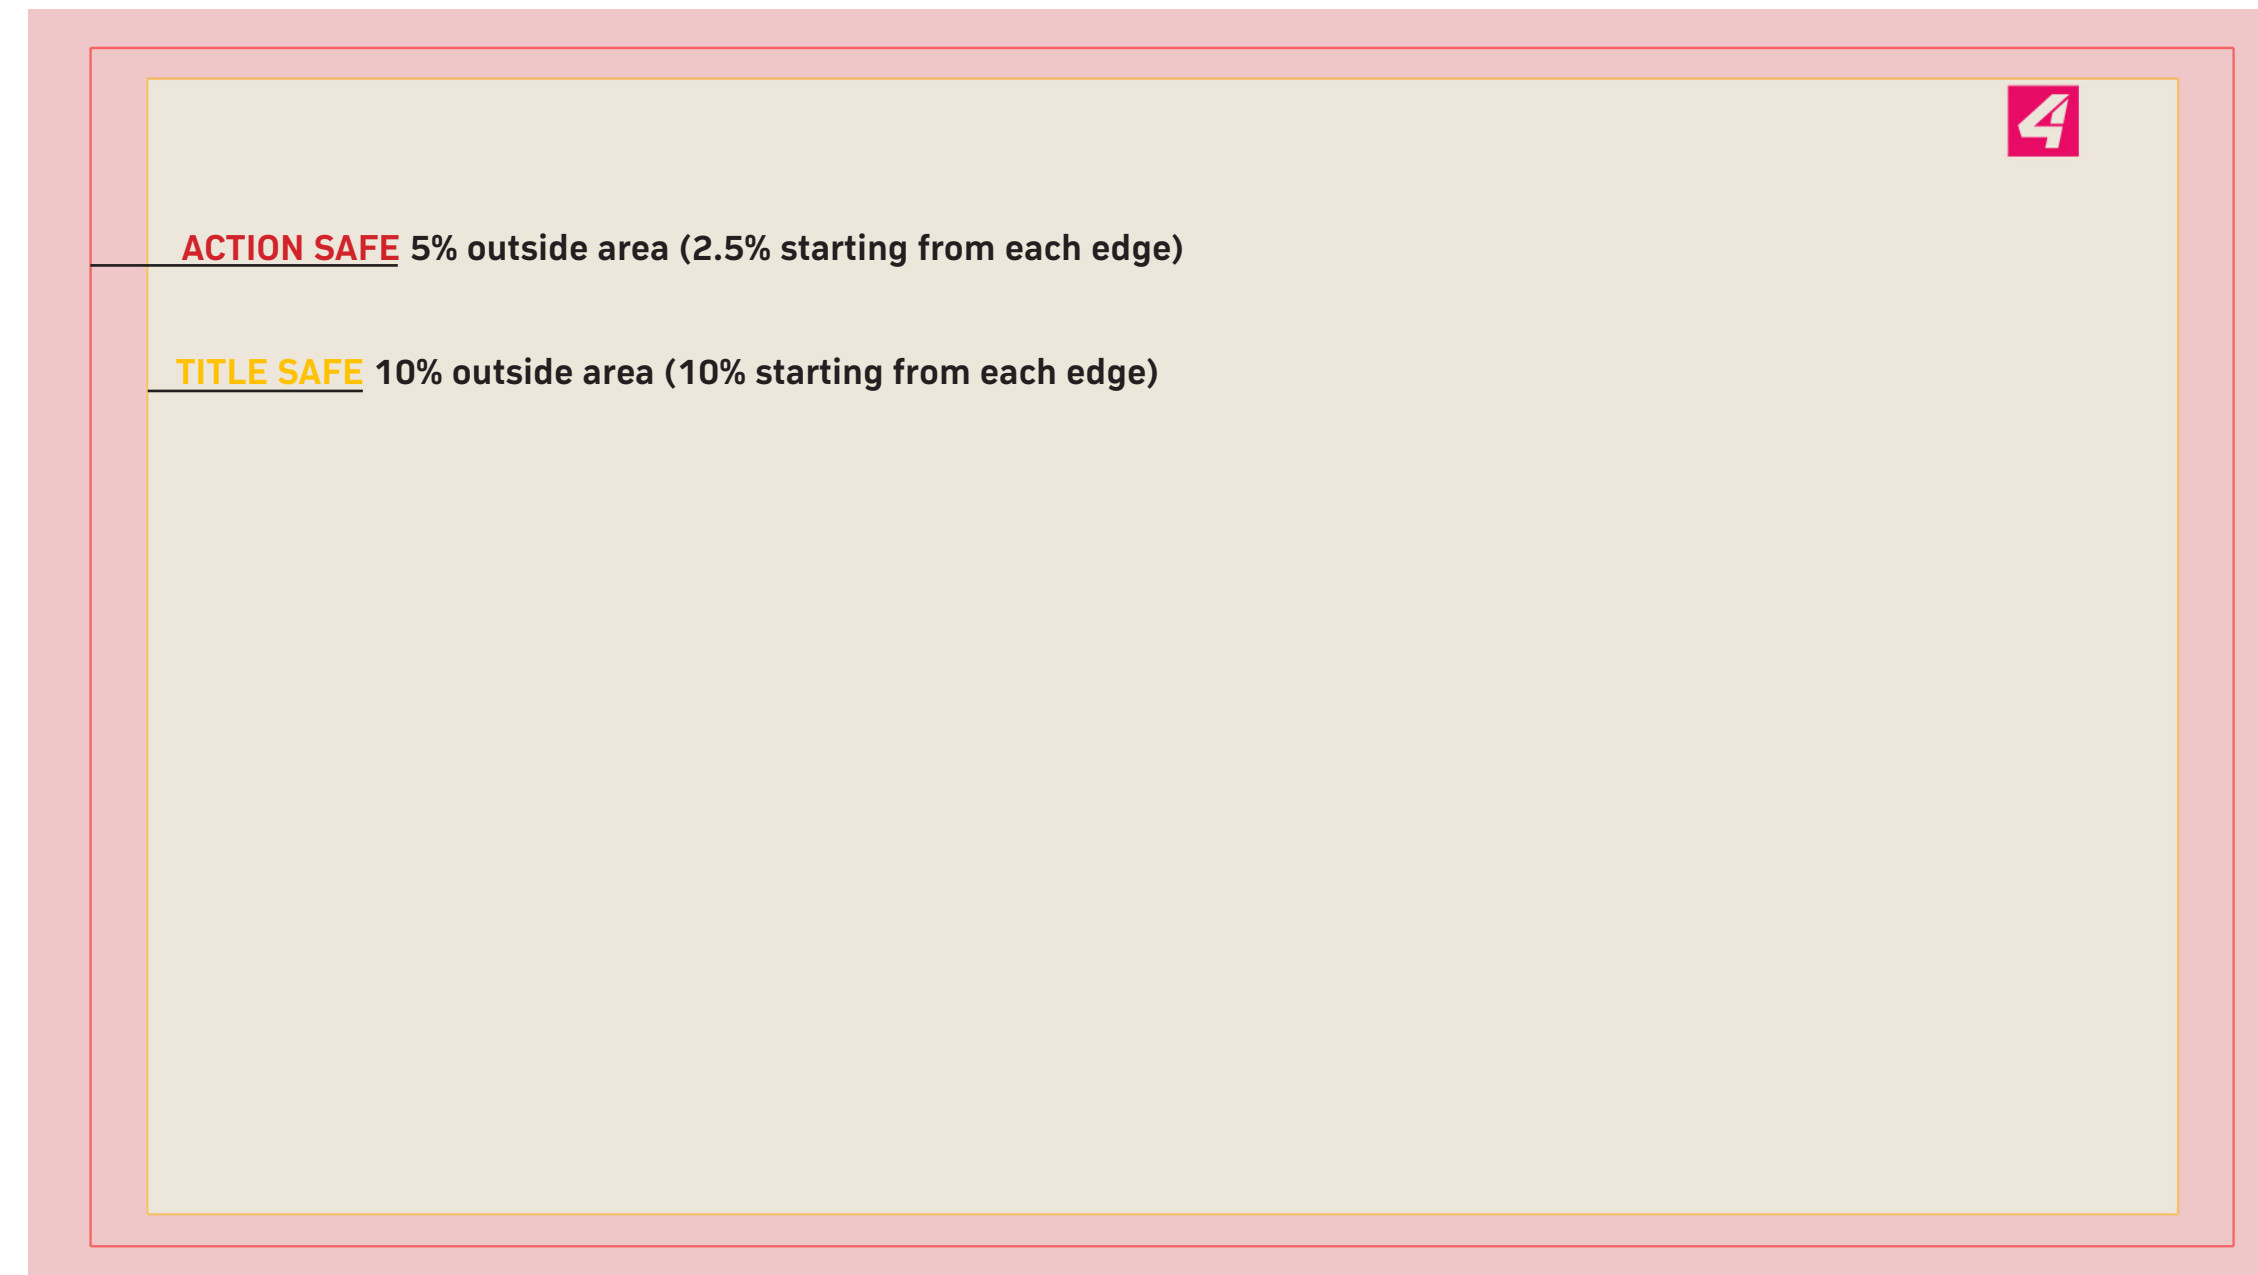 4
ACTION SAFE 5% outside area (2.5% starting from each edge)
TITLE SAFE 10% outside area (10% starting from each edge)